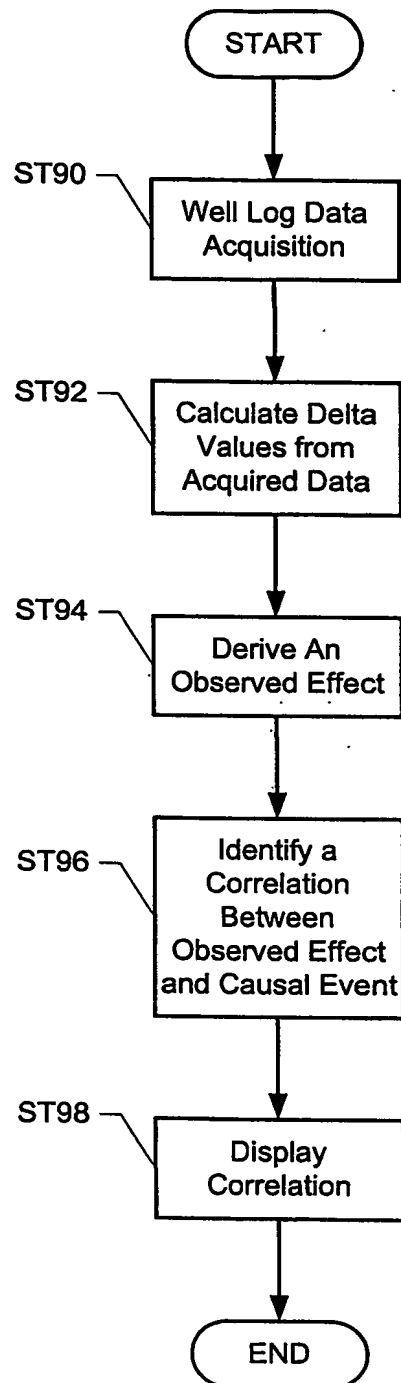 START
ST90
Well Log Data
Acquisition
ST92
Calculate Delta
Values from
Acquired Data
ST94
Derive An
Observed Effect
ST96
Identify a
Correlation
Between
Observed Effect
and Causal Event
ST98
Display
Correlation
END